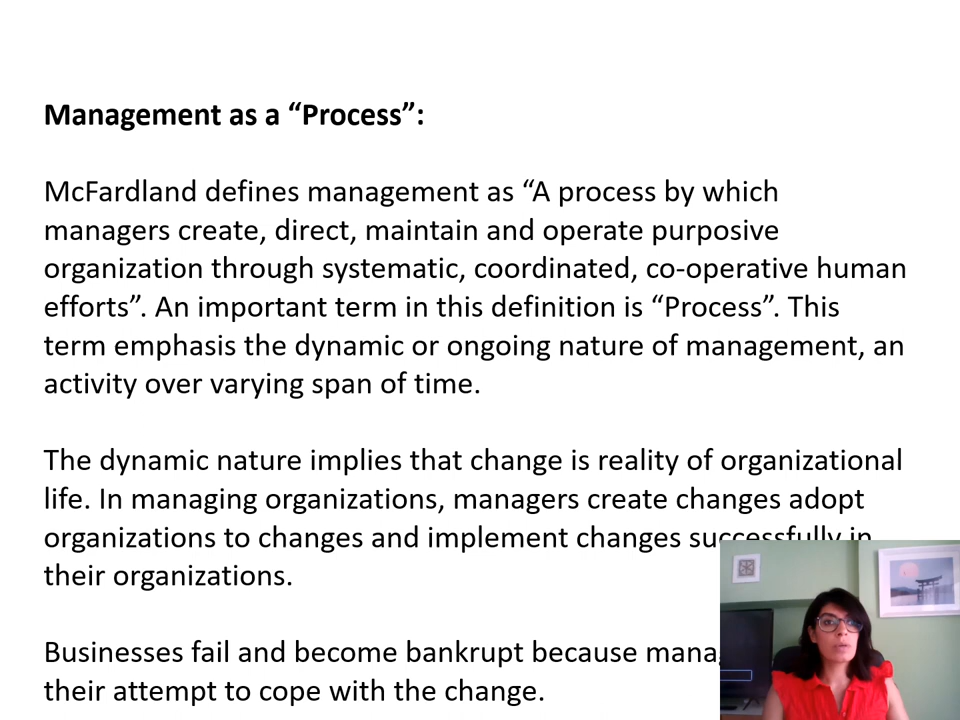 Management as a “Process”:
McFardland defines management as “A process by which
managers create, direct, maintain and operate purposive
organization through systematic, coordinated, co-operative human
efforts”. An important term in this definition is “Process”. This
term emphasis the dynamic or ongoing nature of management, an
activity over varying span of time.
The dynamic nature implies that change is reality of organizational
life. In managing organizations, managers create changes adopt
organizations to changes and implement changes successfully in
their organizations.
Businesses fail and become bankrupt because
their attempt to cope with the change.